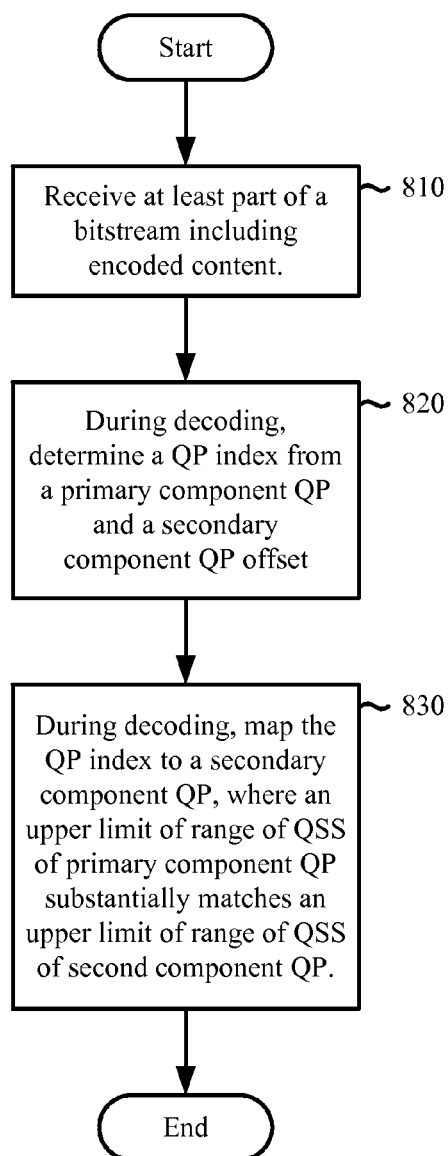 Start
810
Receive at least part of a
bitstream including
encoded content.
820
During decoding,
determine a QP index from
a primary component QP
and a secondary
component QP offset
830
During decoding, map the
QP index to a secondary
component QP, where an
upper limit of range of QSS
of primary component QP
substantially matches an
upper limit of range of QSS
of second component QP.
End